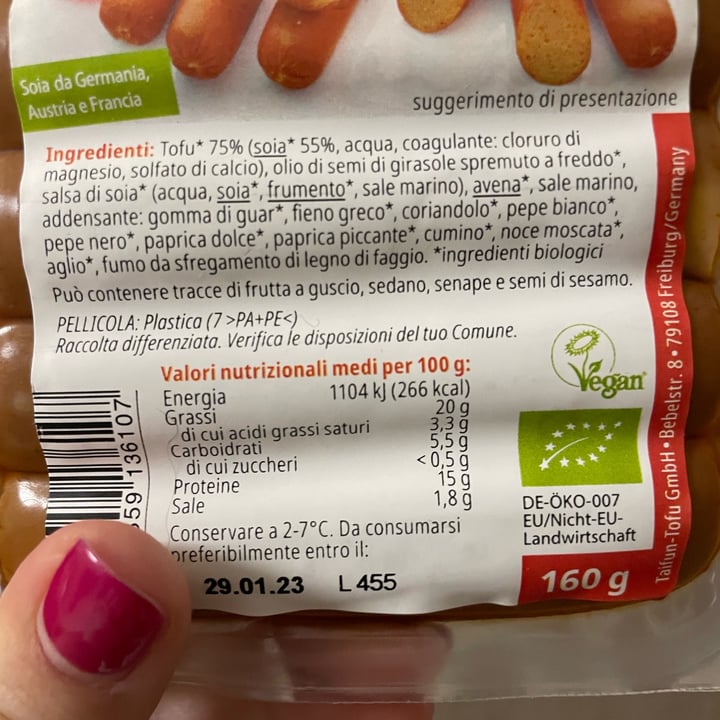 Soia da Germania,
Austria e Francia
suggerimento di presentazione
Ingredienti: Tofu* 75% (soia* 55%, acqua, coagulante: cloruro di
magnesio, solfato di calcio), olio di semi di girasole spremuto a freddo*,
salsa di soia* (acqua, soia*, frumento*, sale marino), avena*, sale marino,
addensante: gomma di guar*, fieno greco*, coriandolo*, pepe bianco*,
pepe nero*, paprica dolce*, paprica piccante*, cumino*, noce moscata*,
aglio*, fumo da sfregamento di legno di faggio. *ingredienti biologici
Può contenere tracce di frutta a guscio, sedano, senape e semi di sesamo.
PELLICOLA: Plastica (7 >PA+PE<)
Raccolta differenziata. Verifica le disposizioni del tuo Comune.
Valori nutrizionali medi per 100 g:
Energia 1104 kJ (266 kcal)
Grassi 20 g
di cui acidi grassi saturi 3,3 g
Carboidrati 5,5 g
di cui zuccheri <0,5 g
Proteine 15 g
Sale 1,8 g
Conservare a 2-7°C. Da consumarsi
preferibilmente entro il:
29.01.23 L 455
59 136107
Vegan
DE-ÖKO-007
EU/Nicht-EU-
Landwirtschaft
160 g
Taifun-Tofu GmbH • Bebelstr. 8 • 79108 Freiburg/Germany